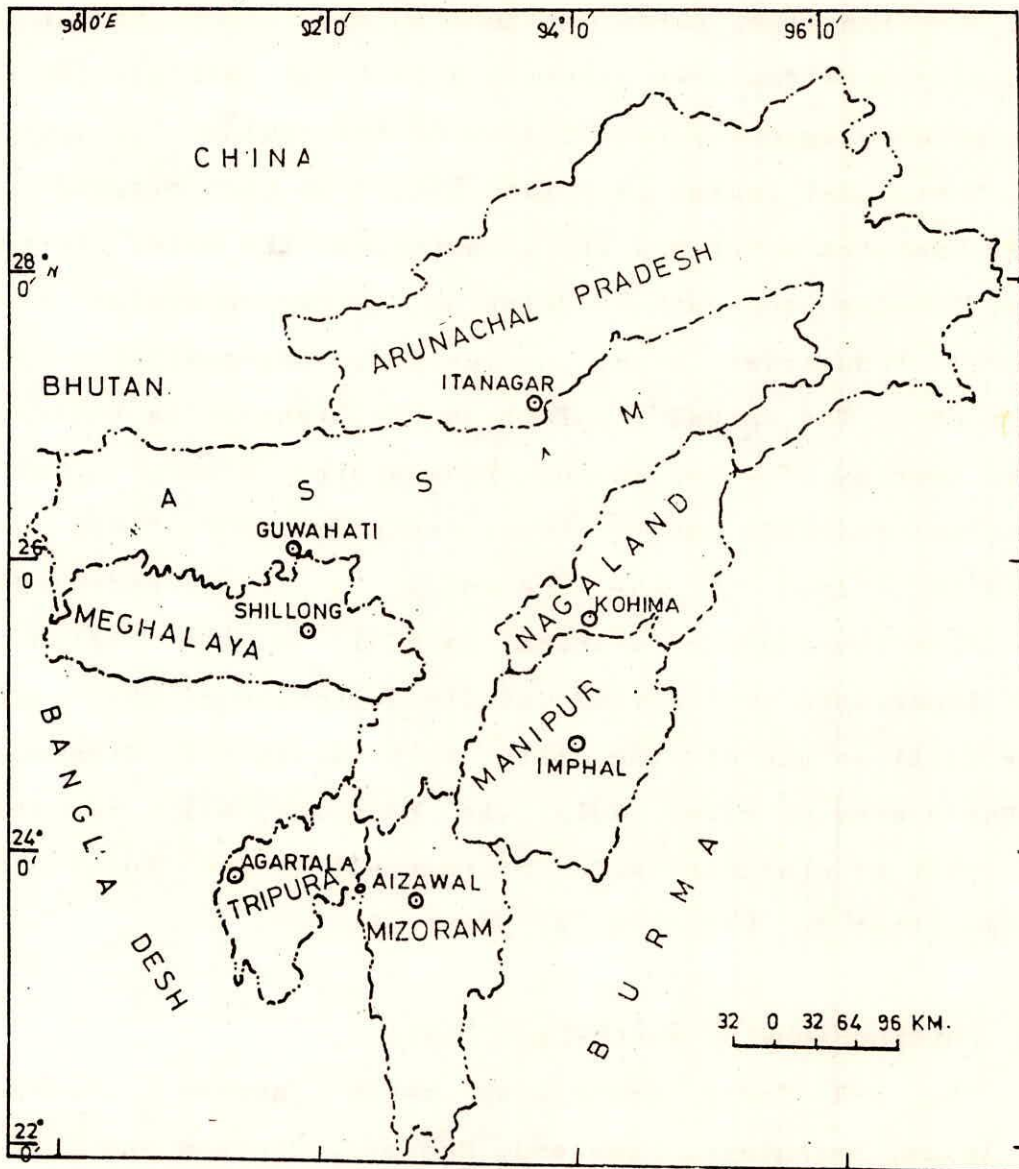 90°0'E 92°0' 94°0' 96°0'
CHINA
28°N
0'
ARUNACHAL PRADESH
BHUTAN.
ITANAGAR
ASSAM
GUWAHATI
26
0
NAGALAND
KOHIMA
SHILLONG
MEGHALAYA
MANIPUR
IMPHAL
BANGLA DESH
24°
0'
AGARTALA
TRIPURA
AIZAWAL
MIZORAM
BURMA
32 0 32 64 96 KM.
22°
0'